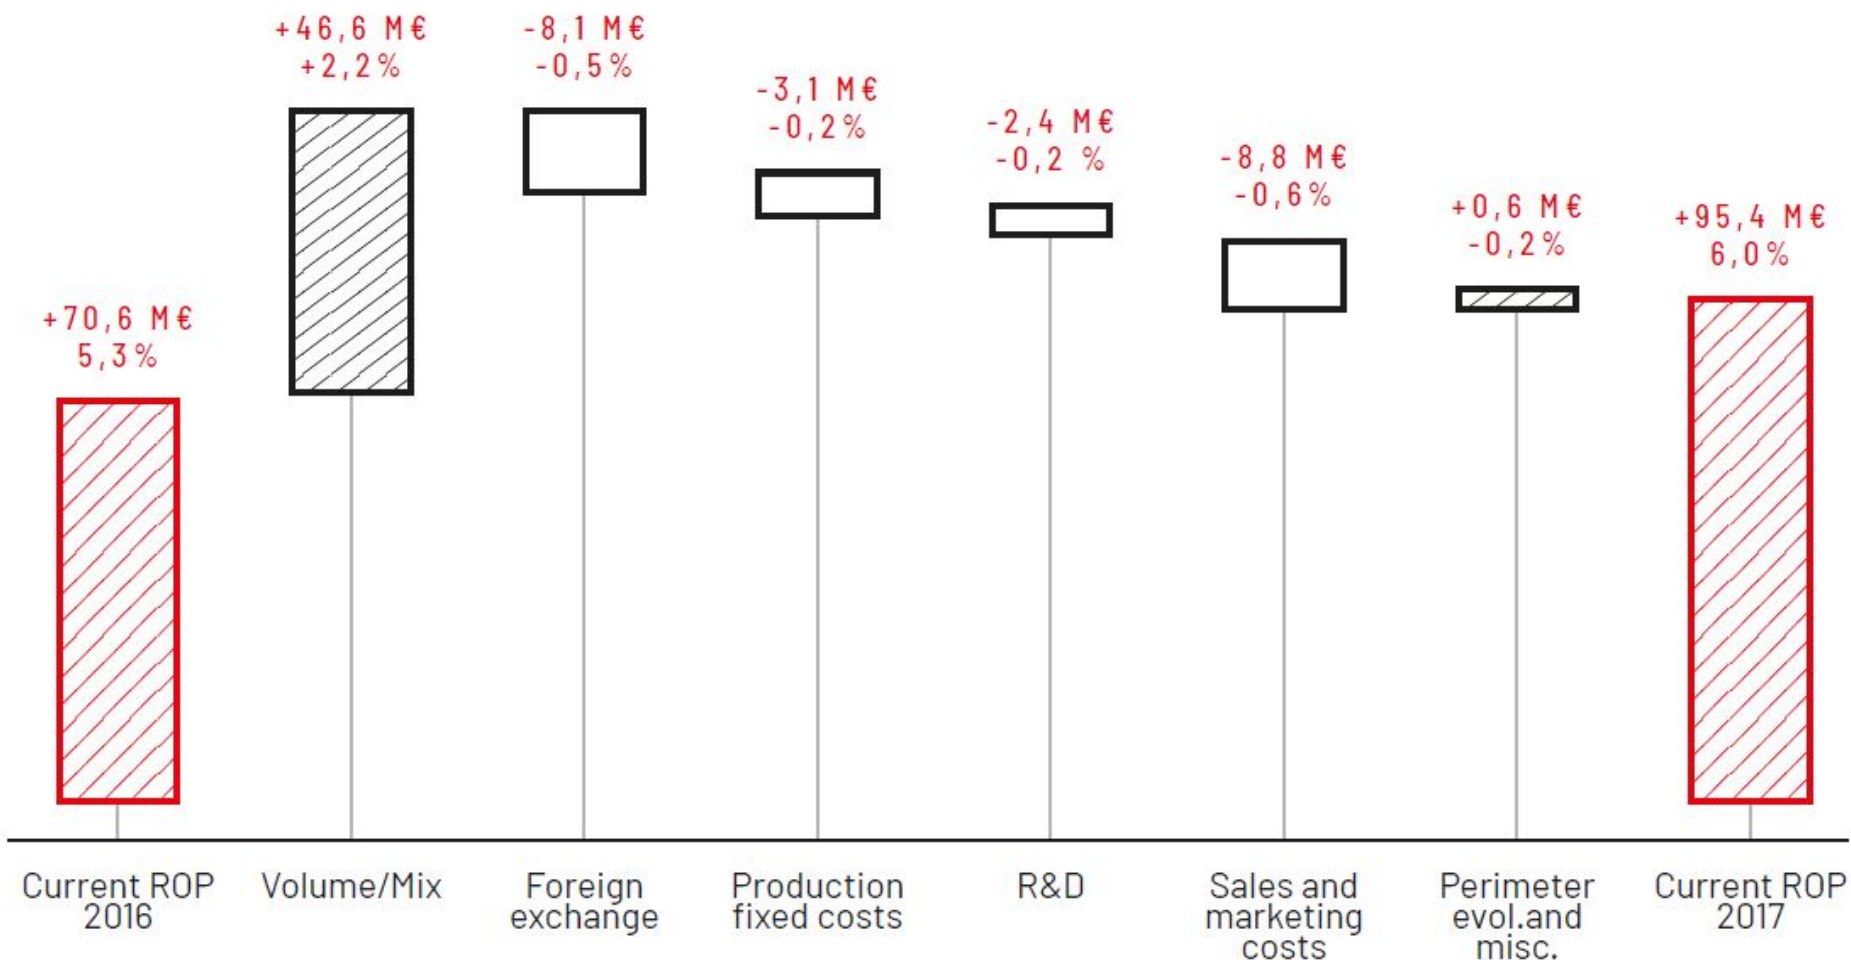 +46,6 M€
+2,2%
-8,1 M€
-0,5%
-3,1 M€
-0,2%
-2,4 M€
-0,2 %
-8,8 M€
-0,6%
+0,6 M€
-0,2%
+95,4 M€
6,0%
+70,6 M€
5,3%
Current ROP
2016
Volume/Mix
Foreign
exchange
Production
fixed costs
R&D
Sales and
marketing
costs
Perimeter
evol.and
misc.
Current ROP
2017